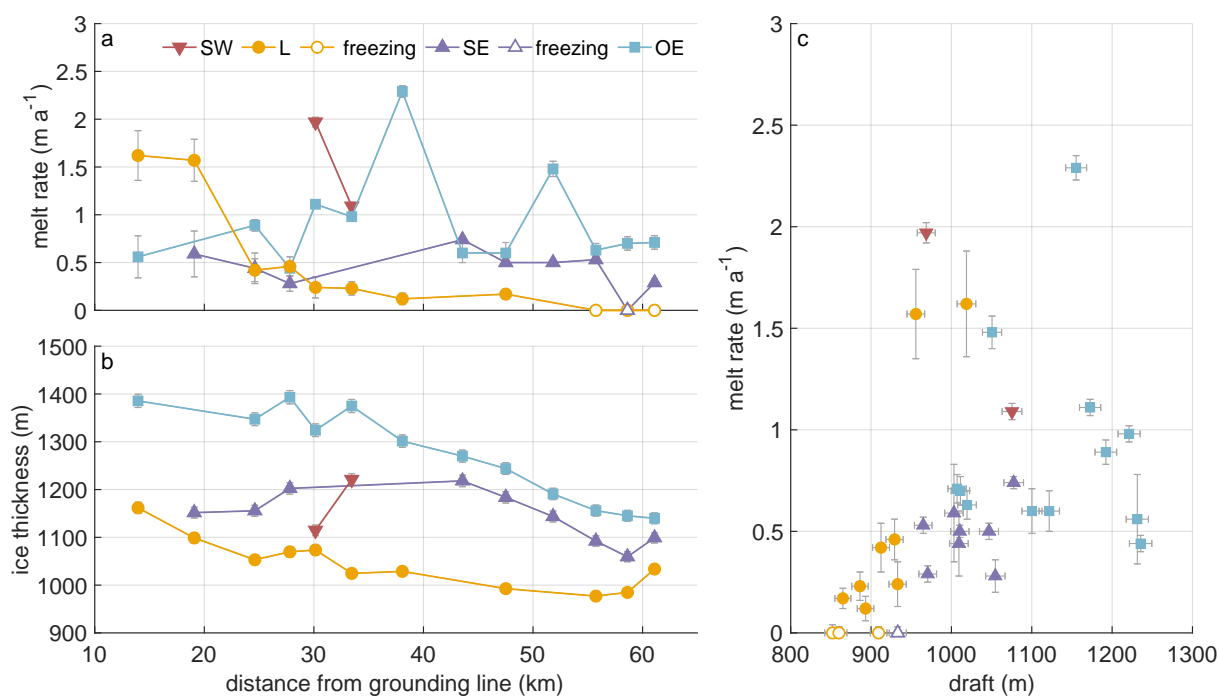 a
SW L freezing SE freezing OE
3
2.5
2
1.5
1
0.5
0
melt rate (m a-1)
b
1500
1400
1300
1200
1100
1000
900
ice thickness (m)
10 20 30 40 50 60
distance from grounding line (km)
c
3
2.5
2
1.5
1
0.5
0
melt rate (m a-1)
800 900 1000 1100 1200 1300
draft (m)